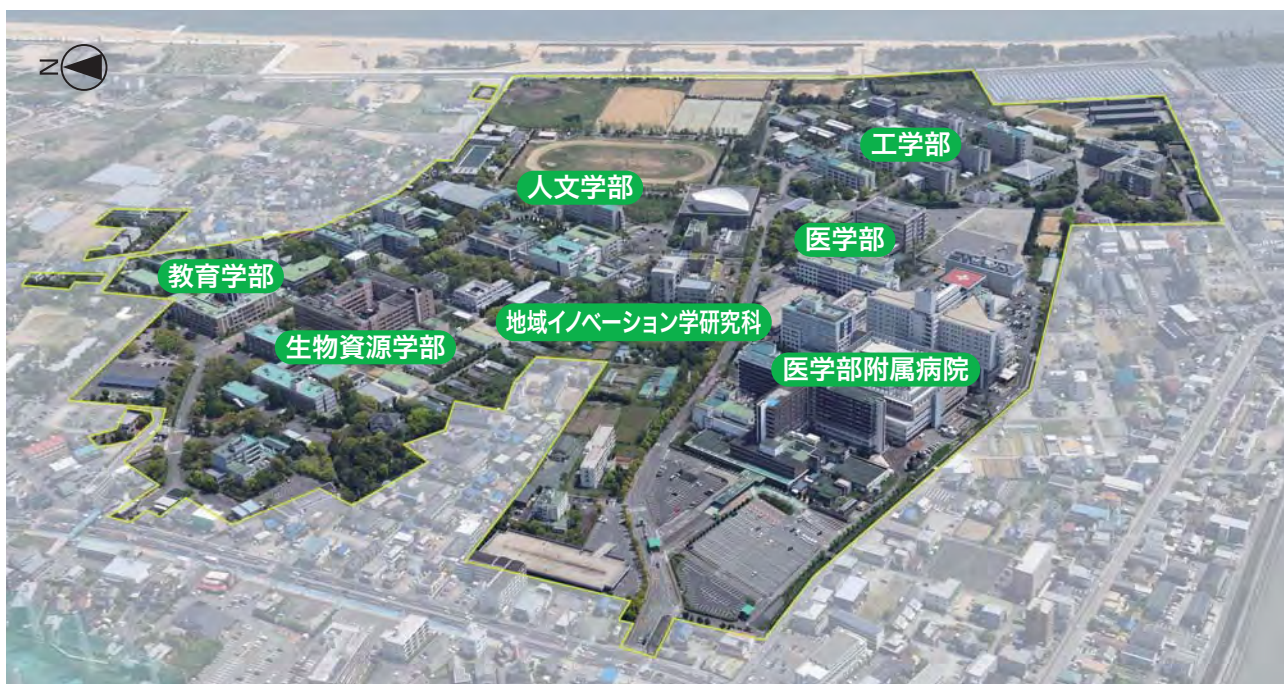 N
工学部
人文学部
医学部
教育学部
地域イノベーション学研究科
生物資源学部
医学部附属病院